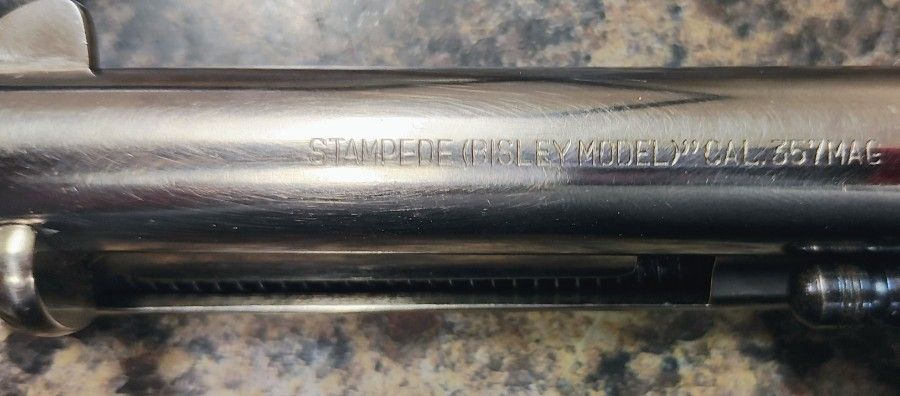 STAMPEDE (BISLEY MODEL)" CAL. 357 MAG